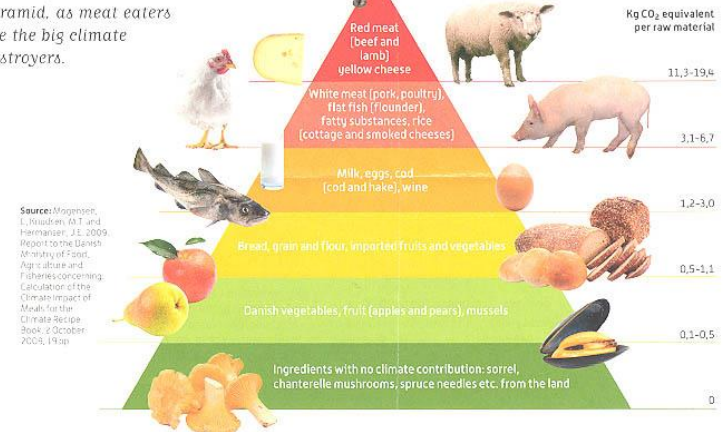 ramid, as meat eaters
e the big climate
stroyers.
Kg CO₂ equivalent
per raw material
Red meat
(beef and
lamb)
yellow cheese
11,3-19,4
White meat (pork, poultry),
flat fish (flounder),
fatty substances, rice
(cottage and smoked cheeses)
3,1-6,7
Milk, eggs, cod
(cod and hake), wine
1,2-3,0
Bread, grain and flour, imported fruits and vegetables
0,5-1,1
Danish vegetables, fruit (apples and pears), mussels
0,1-0,5
Ingredients with no climate contribution: sorrel,
chanterelle mushrooms, spruce needles etc. from the land
0
Source: Mogensen,
L., Knudsen, M.T. and
Hermansen, J.E. 2009.
Report to the Danish
Ministry of Food,
Agriculture and
Fisheries concerning
Calculation of the
Climate Impact of
Meals for the
Climate Recipe
Book. 2 October
2009, 19 pp